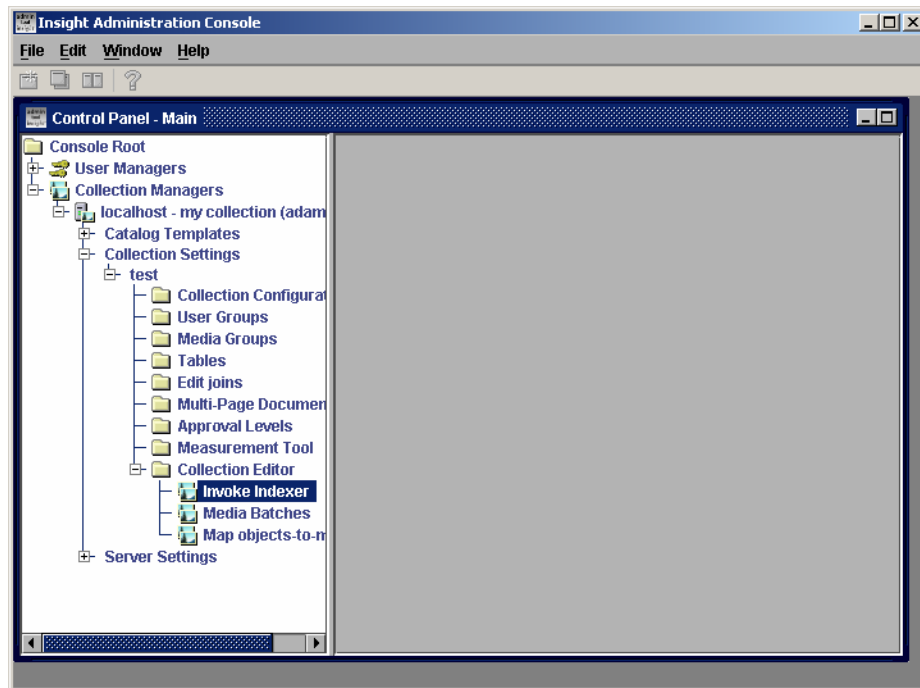 Insight Administration Console
File Edit Window Help
Control Panel - Main
Console Root
User Managers
Collection Managers
localhost - my collection (adam
Catalog Templates
Collection Settings
test
Collection Configurat
User Groups
Media Groups
Tables
Edit joins
Multi-Page Documen
Approval Levels
Measurement Tool
Collection Editor
Invoke Indexer
Media Batches
Map objects-to-m
Server Settings